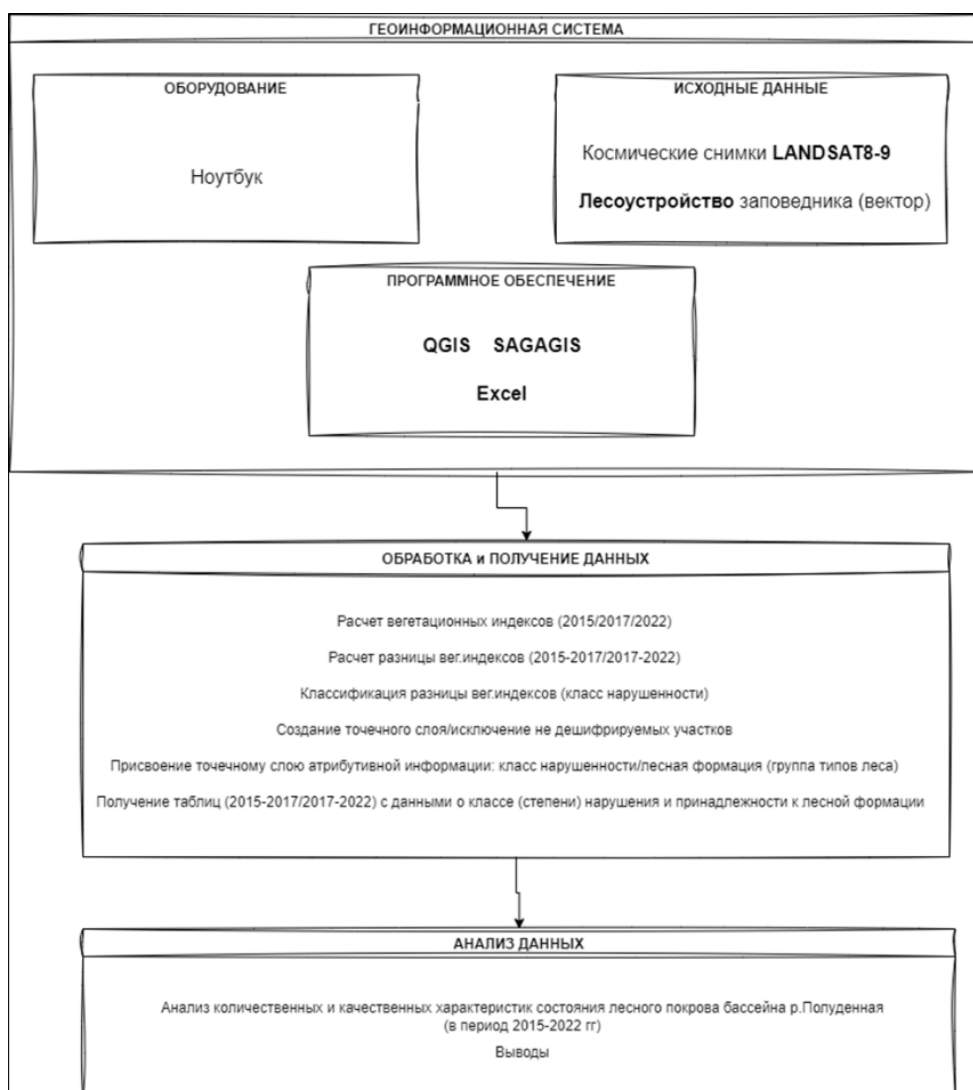 ГЕОИНФОРМАЦИОННАЯ СИСТЕМА
ОБОРУДОВАНИЕ
Ноутбук
ИСХОДНЫЕ ДАННЫЕ
Космические снимки LANDSAT8-9
Лесоустройство заповедника (вектор)
ПРОГРАММНОЕ ОБЕСПЕЧЕНИЕ
QGIS SAGAGIS
Excel
ОБРАБОТКА и ПОЛУЧЕНИЕ ДАННЫХ
Расчет вегетационных индексов (2015/2017/2022)
Расчет разницы вег.индексов (2015-2017/2017-2022)
Классификация разницы вег.индексов (класс нарушенности)
Создание точечного слоя/исключение не дешифрируемых участков
Присвоение точечному слою атрибутивной информации: класс нарушенности/лесная формация (группа типов леса)
Получение таблиц (2015-2017/2017-2022) с данными о классе (степени) нарушения и принадлежности к лесной формации
АНАЛИЗ ДАННЫХ
Анализ количественных и качественных характеристик состояния лесного покрова бассейна р.Полуденная
(в период 2015-2022 гг)
Выводы